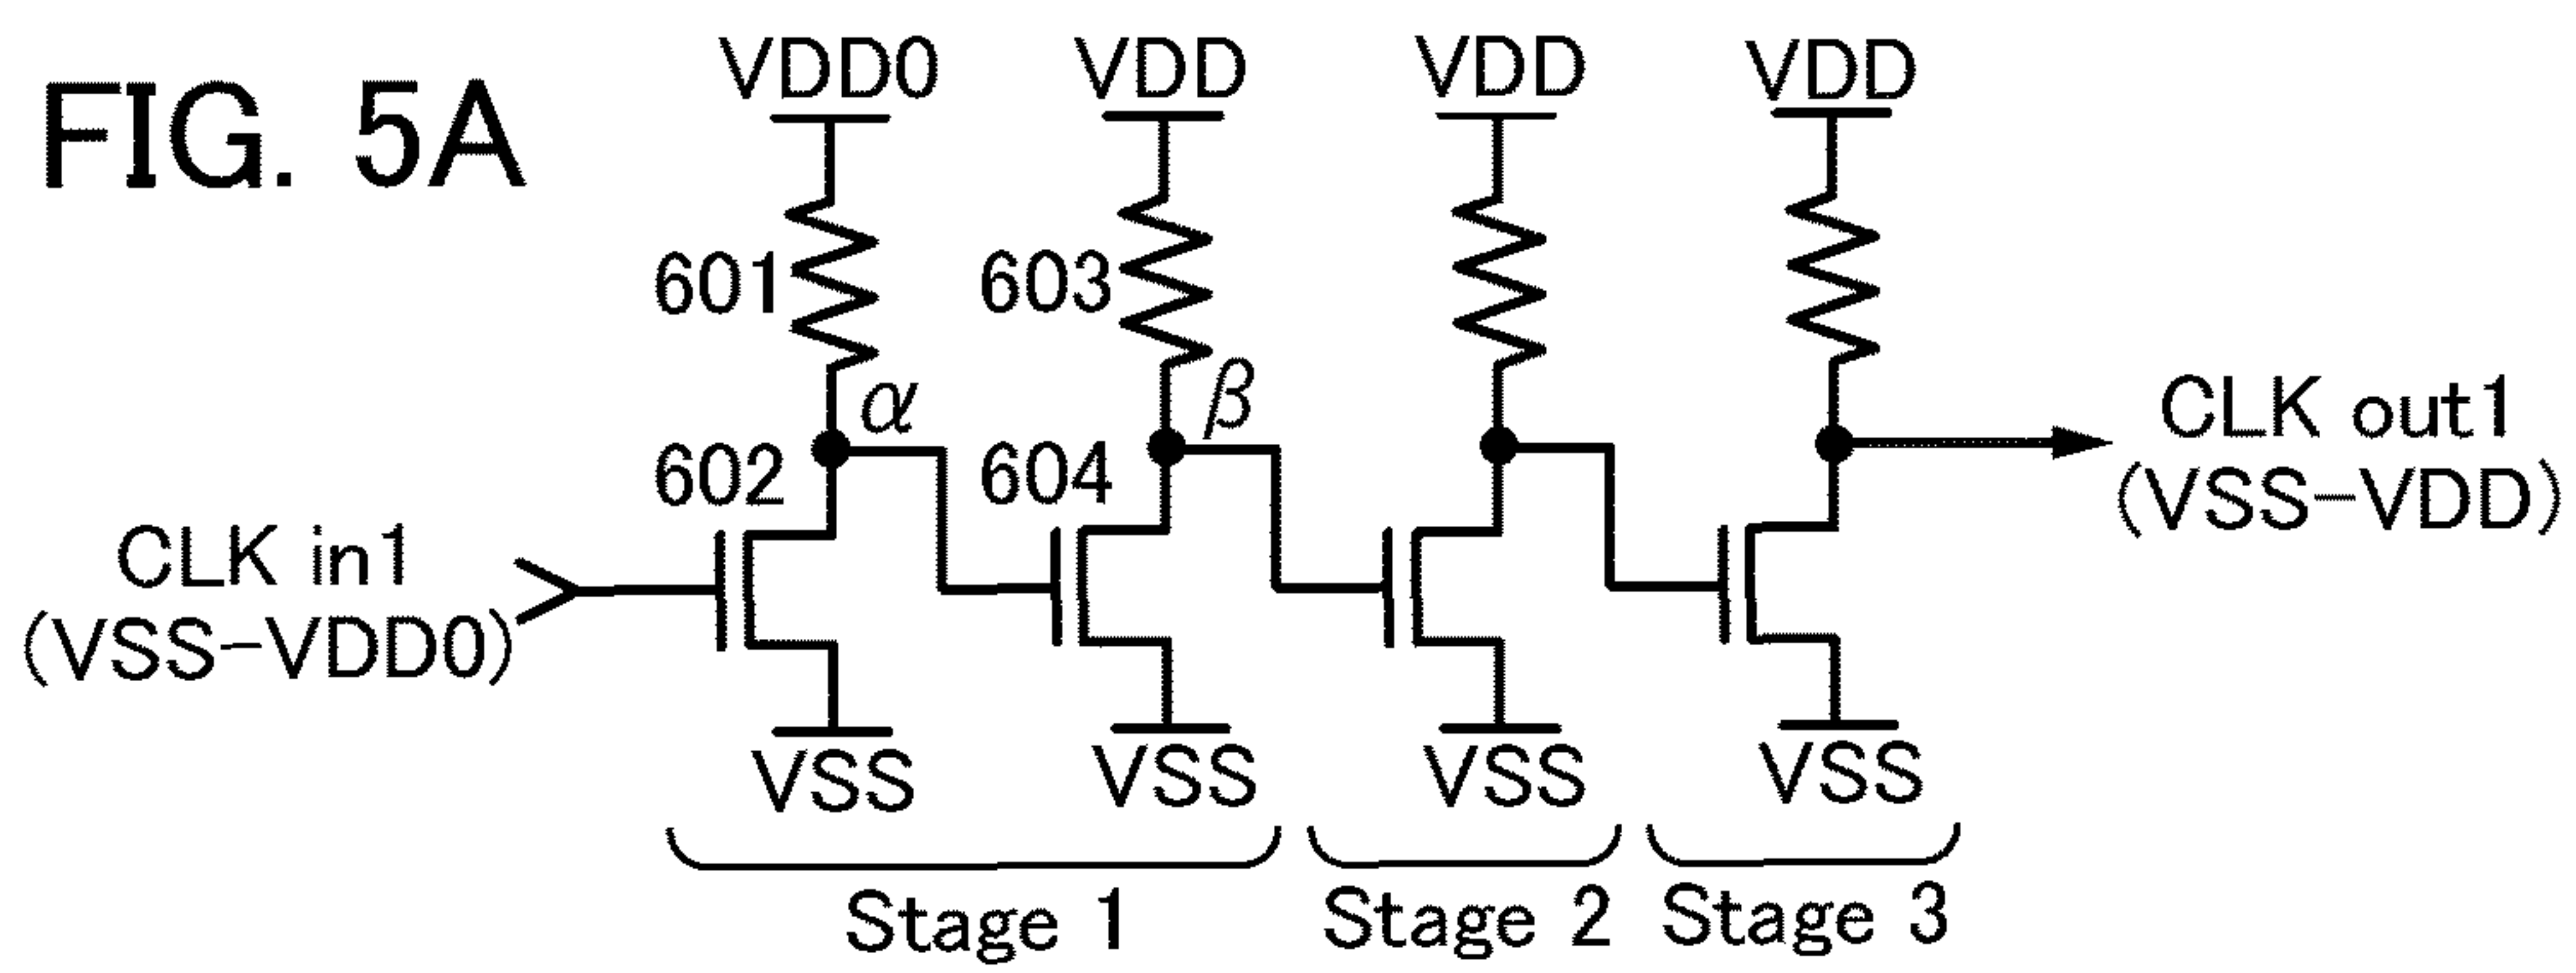 FIG. 5A
VDD0
VDD
VDD
VDD
601
603
α
β
602
604
CLK in1
(VSS-VDD0)
CLK out1
(VSS-VDD)
VSS
VSS
VSS
VSS
Stage 1
Stage 2
Stage 3